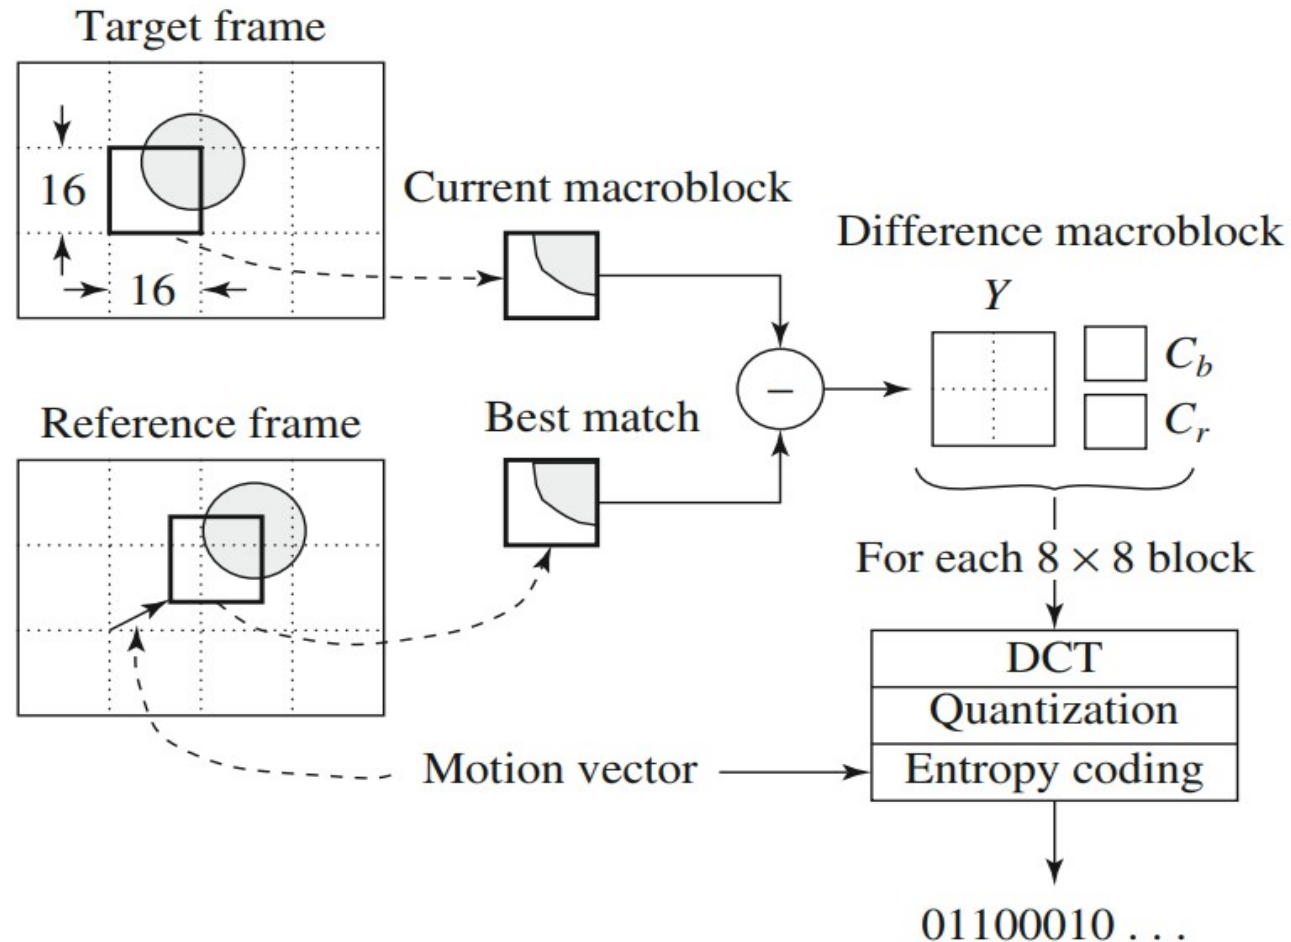 Target frame
16
16
Current macroblock
Difference macroblock
Y
C_b
C_r
–
Reference frame
Best match
For each 8 × 8 block
DCT
Quantization
Entropy coding
Motion vector
01100010 . . .